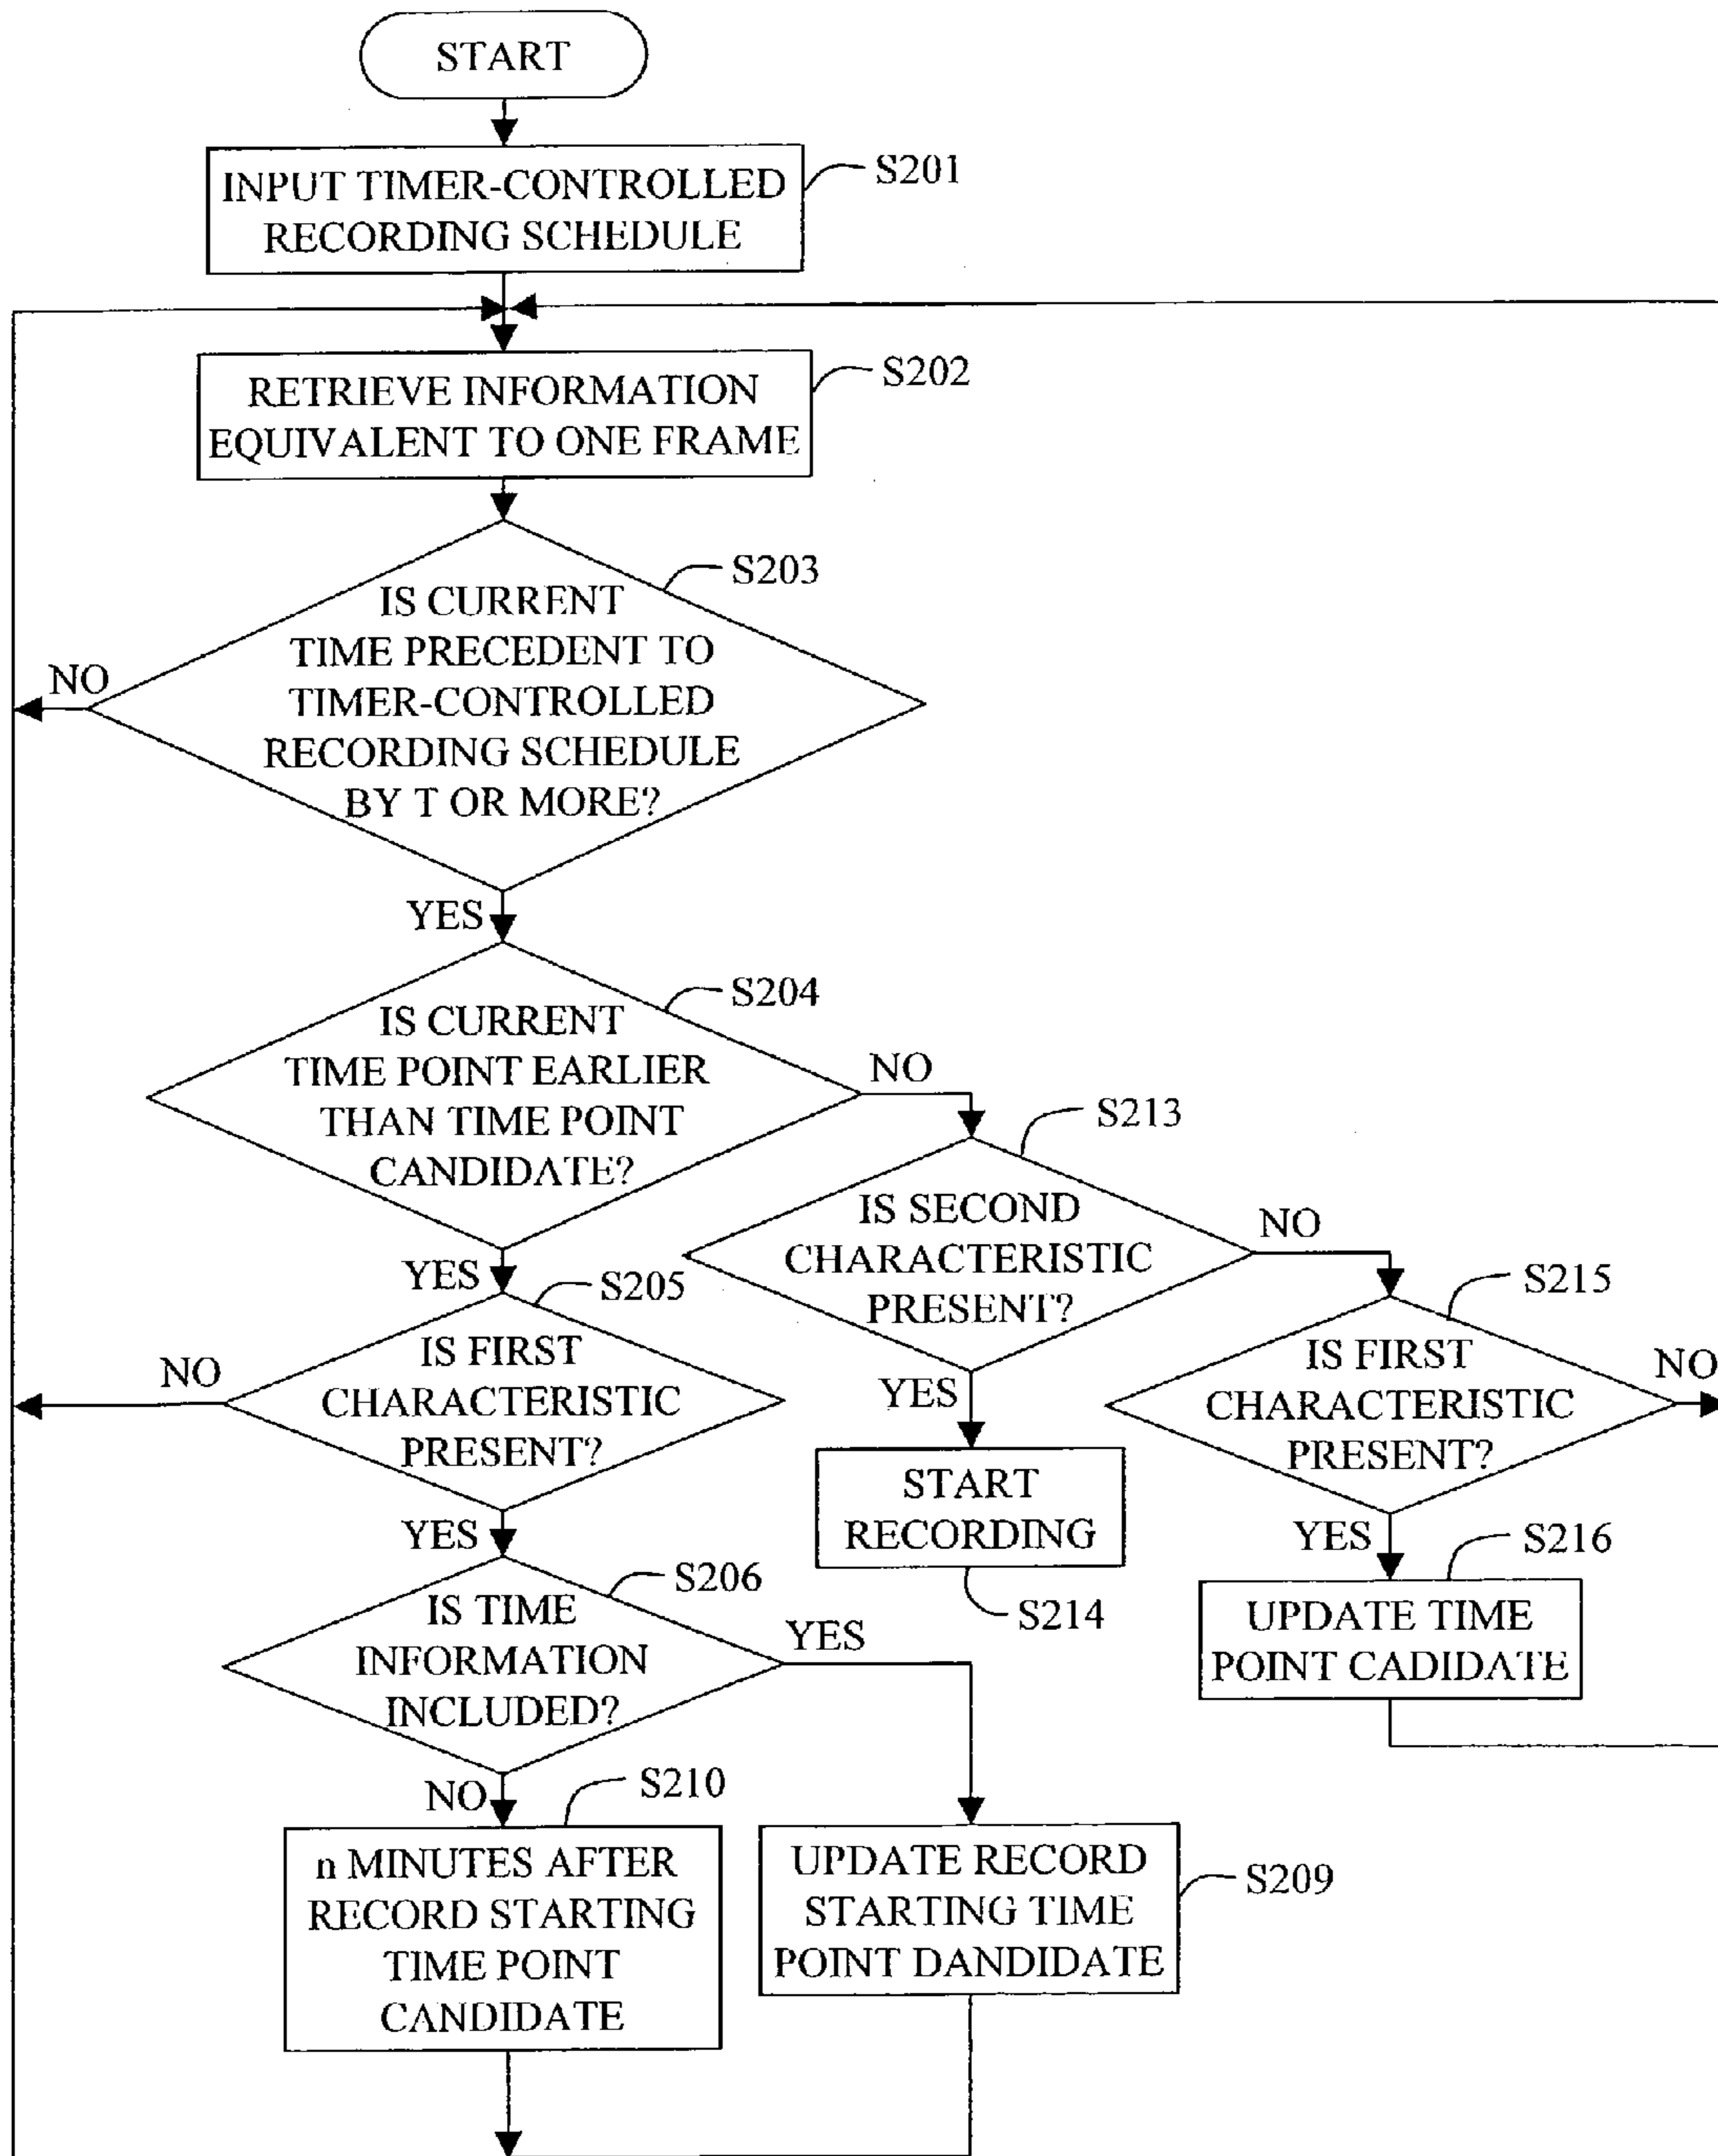 START
INPUT TIMER-CONTROLLED
RECORDING SCHEDULE
S201
RETRIEVE INFORMATION
EQUIVALENT TO ONE FRAME
S202
IS CURRENT
TIME PRECEDENT TO
TIMER-CONTROLLED
RECORDING SCHEDULE
BY T OR MORE?
S203
NO
YES
IS CURRENT
TIME POINT EARLIER
THAN TIME POINT
CANDIDATE?
S204
NO
YES
IS SECOND
CHARACTERISTIC
PRESENT?
S213
NO
YES
START
RECORDING
S214
IS FIRST
CHARACTERISTIC
PRESENT?
S215
NO
YES
UPDATE TIME
POINT CADIDATE
S216
IS FIRST
CHARACTERISTIC
PRESENT?
S205
NO
YES
IS TIME
INFORMATION
INCLUDED?
S206
YES
NO
n MINUTES AFTER
RECORD STARTING
TIME POINT
CANDIDATE
S210
UPDATE RECORD
STARTING TIME
POINT DANDIDATE
S209